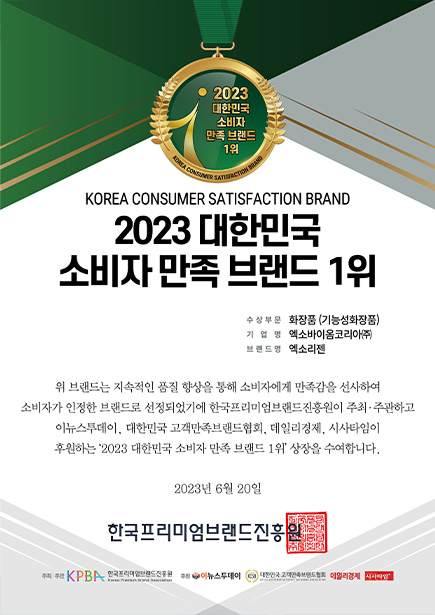 2023
대한민국
소비자
만족 브랜드
1위
KOREA CONSUMER SATISFACTION BRAND
KOREA CONSUMER SATISFACTION BRAND
2023 대한민국
소비자 만족 브랜드 1위
수상부문 화장품 (기능성화장품)
기업명 엑소바이옴코리아㈜
브랜드명 엑소리젠
위 브랜드는 지속적인 품질 향상을 통해 소비자에게 만족감을 선사하여
소비자가 인정한 브랜드로 선정되었기에 한국프리미엄브랜드진흥원이 주최·주관하고
이뉴스투데이, 대한민국 고객만족브랜드협회, 데일리경제, 시사타임이
후원하는 '2023 대한민국 소비자 만족 브랜드 1위' 상장을 수여합니다.
2023년 6월 20일
한국프리미엄브랜드진흥원
주최·주관 KPBA 한국프리미엄브랜드진흥원 Korea Premium Brand Association 후원 이뉴스투데이 CSI 대한민국 고객만족브랜드협회 데일리경제 시사타임